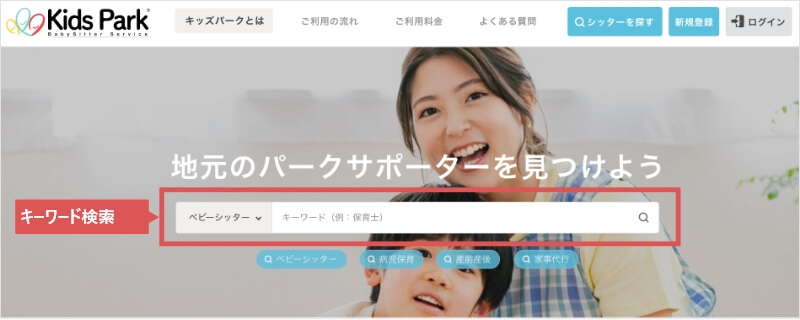 Kids Park®
BabySitter Service
キッズパークとは
ご利用の流れ
ご利用料金
よくある質問
シッターを探す
新規登録
ログイン
地元のパークサポーターを見つけよう
キーワード検索
ベビーシッター
キーワード（例：保育士）
ベビーシッター
病児保育
産前産後
家事代行